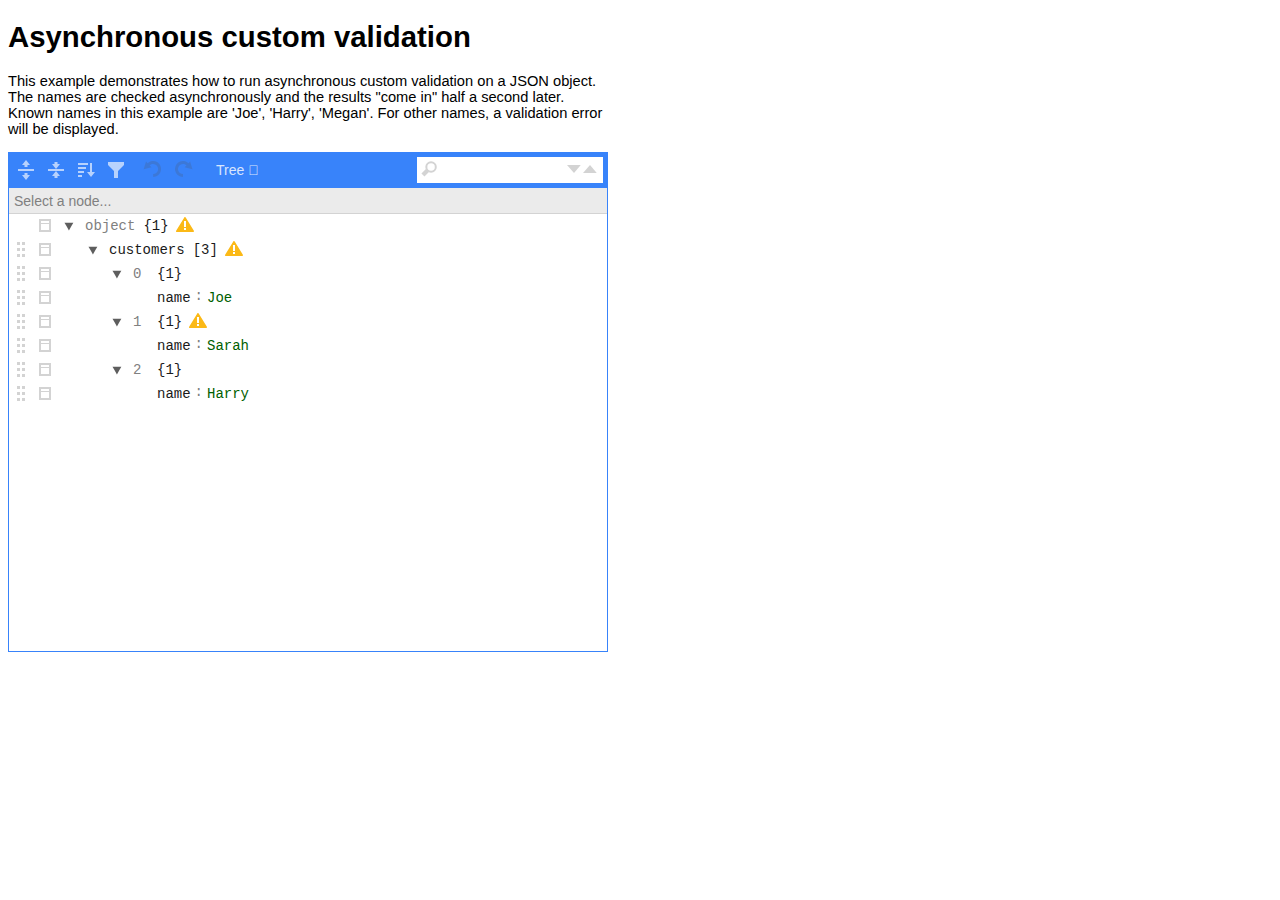 Asynchronous custom validation
This example demonstrates how to run asynchronous custom validation on a JSON object.
The names are checked asynchronously and the results "come in" half a second later.
Known names in this example are 'Joe', 'Harry', 'Megan'. For other names, a validation error
will be displayed.
Tree
Select a node...
object {1}
customers [3]
0 {1}
name : Joe
1 {1}
name : Sarah
2 {1}
name : Harry